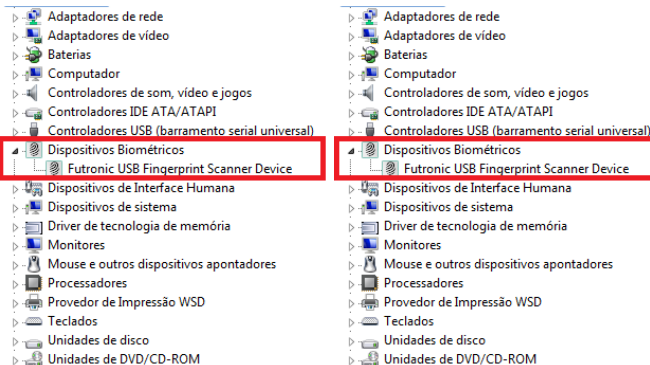 Adaptadores de rede
Adaptadores de vídeo
Baterias
Computador
Controladores de som, vídeo e jogos
Controladores IDE ATA/ATAPI
Controladores USB (barramento serial universal)
Dispositivos Biométricos
Futronic USB Fingerprint Scanner Device
Dispositivos de Interface Humana
Dispositivos de sistema
Driver de tecnologia de memória
Monitores
Mouse e outros dispositivos apontadores
Processadores
Provedor de Impressão WSD
Teclados
Unidades de disco
Unidades de DVD/CD-ROM
Adaptadores de rede
Adaptadores de vídeo
Baterias
Computador
Controladores de som, vídeo e jogos
Controladores IDE ATA/ATAPI
Controladores USB (barramento serial universal)
Dispositivos Biométricos
Futronic USB Fingerprint Scanner Device
Dispositivos de Interface Humana
Dispositivos de sistema
Driver de tecnologia de memória
Monitores
Mouse e outros dispositivos apontadores
Processadores
Provedor de Impressão WSD
Teclados
Unidades de disco
Unidades de DVD/CD-ROM